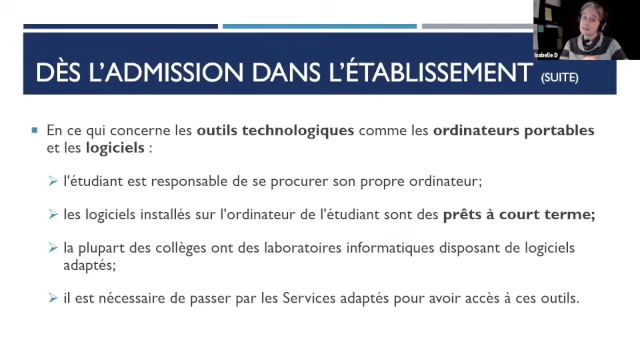 Isabelle D
DÈS L'ADMISSION DANS L'ÉTABLISSEMENT (SUITE)
En ce qui concerne les outils technologiques comme les ordinateurs portables
et les logiciels :
l'étudiant est responsable de se procurer son propre ordinateur;
les logiciels installés sur l'ordinateur de l'étudiant sont des prêts à court terme;
la plupart des collèges ont des laboratoires informatiques disposant de logiciels
adaptés;
il est nécessaire de passer par les Services adaptés pour avoir accès à ces outils.